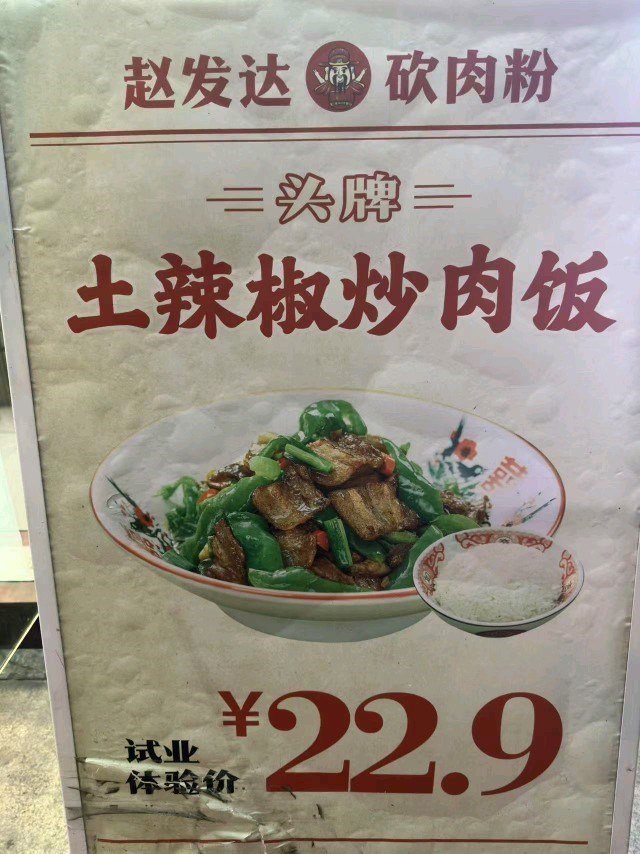 赵发达 砍肉粉
头牌
土辣椒炒肉饭
试业
体验价
¥22.9